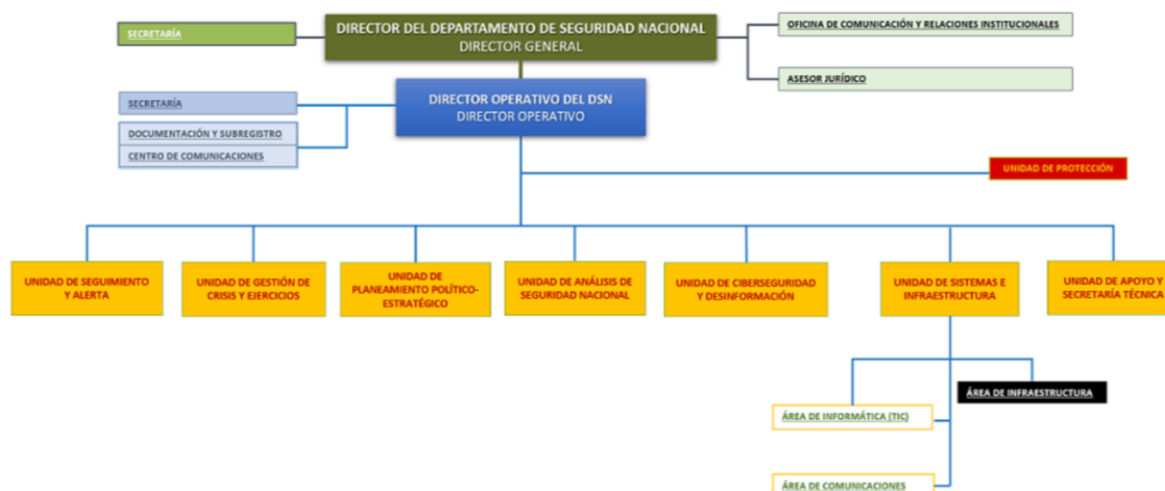 SECRETARÍA
DIRECTOR DEL DEPARTAMENTO DE SEGURIDAD NACIONAL
DIRECTOR GENERAL
OFICINA DE COMUNICACIÓN Y RELACIONES INSTITUCIONALES
ASESOR JURÍDICO
SECRETARÍA
DOCUMENTACIÓN Y SUBREGISTRO
CENTRO DE COMUNICACIONES
DIRECTOR OPERATIVO DEL DSN
DIRECTOR OPERATIVO
UNIDAD DE PROTECCIÓN
UNIDAD DE SEGUIMIENTO
Y ALERTA
UNIDAD DE GESTIÓN DE
CRISIS Y EJERCICIOS
UNIDAD DE
PLANEAMIENTO POLÍTICO-
ESTRATÉGICO
UNIDAD DE ANÁLISIS DE
SEGURIDAD NACIONAL
UNIDAD DE CIBERSEGURIDAD
Y DESINFORMACIÓN
UNIDAD DE SISTEMAS E
INFRAESTRUCTURA
UNIDAD DE APOYO Y
SECRETARÍA TÉCNICA
ÁREA DE INFRAESTRUCTURA
ÁREA DE INFORMÁTICA (TIC)
ÁREA DE COMUNICACIONES